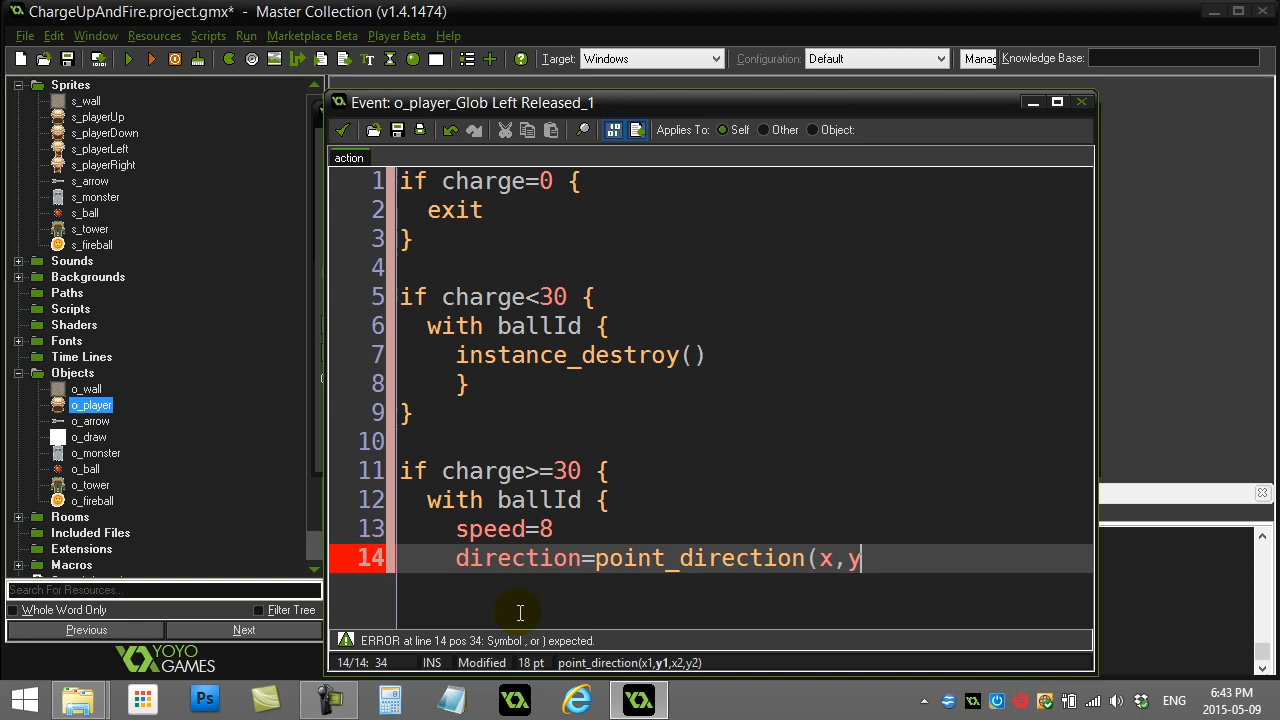 ChargeUpAndFire.project.gmx* - Master Collection (v1.4.1474)
File Edit Window Resources Scripts Run Marketplace Beta Player Beta Help
Target: Windows Configuration: Default Manag Knowledge Base:
Sprites
s_wall
s_playerUp
s_playerDown
s_playerLeft
s_playerRight
s_arrow
s_monster
s_ball
s_tower
s_fireball
Sounds
Backgrounds
Paths
Scripts
Shaders
Fonts
Time Lines
Objects
o_wall
o_player
o_arrow
o_draw
o_monster
o_ball
o_tower
o_fireball
Rooms
Included Files
Extensions
Macros
Search For Resources...
Whole Word Only Filter Tree
Previous Next
YOYO
GAMES
Event: o_player_Glob Left Released_1
Applies To: Self Other Object:
action
1 if charge=0 {
2 exit
3 }
4
5 if charge<30 {
6 with ballId {
7 instance_destroy()
8 }
9 }
10
11 if charge>=30 {
12 with ballId {
13 speed=8
14 direction=point_direction(x,y
ERROR at line 14 pos 34: Symbol , or ) expected.
14/14: 34 INS Modified 18 pt point_direction(x1,y1,x2,y2)
Ps
ENG
6:43 PM
2015-05-09